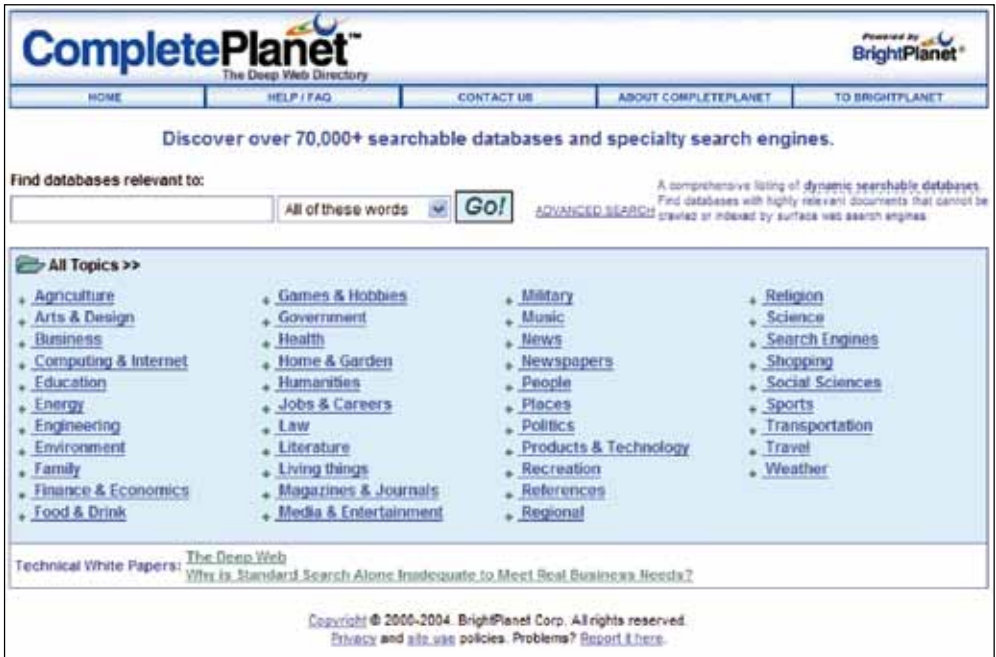 CompletePlanet™
The Deep Web Directory
Powered by
BrightPlanet®
HOME HELP / FAQ CONTACT US ABOUT COMPLETEPLANET TO BRIGHTPLANET
Discover over 70,000+ searchable databases and specialty search engines.
Find databases relevant to:
All of these words Go! ADVANCED SEARCH
A comprehensive listing of dynamic searchable databases.
Find databases with highly relevant documents that cannot be
crawled or indexed by surface web search engines.
All Topics >>
Agriculture
Arts & Design
Business
Computing & Internet
Education
Energy
Engineering
Environment
Family
Finance & Economics
Food & Drink
Games & Hobbies
Government
Health
Home & Garden
Humanities
Jobs & Careers
Law
Literature
Living things
Magazines & Journals
Media & Entertainment
Military
Music
News
Newspapers
People
Places
Politics
Products & Technology
Recreation
References
Regional
Religion
Science
Search Engines
Shopping
Social Sciences
Sports
Transportation
Travel
Weather
Technical White Papers:
The Deep Web
Why is Standard Search Alone Inadequate to Meet Real Business Needs?
Copyright © 2000-2004. BrightPlanet Corp. All rights reserved.
Privacy and site use policies. Problems? Report it here.